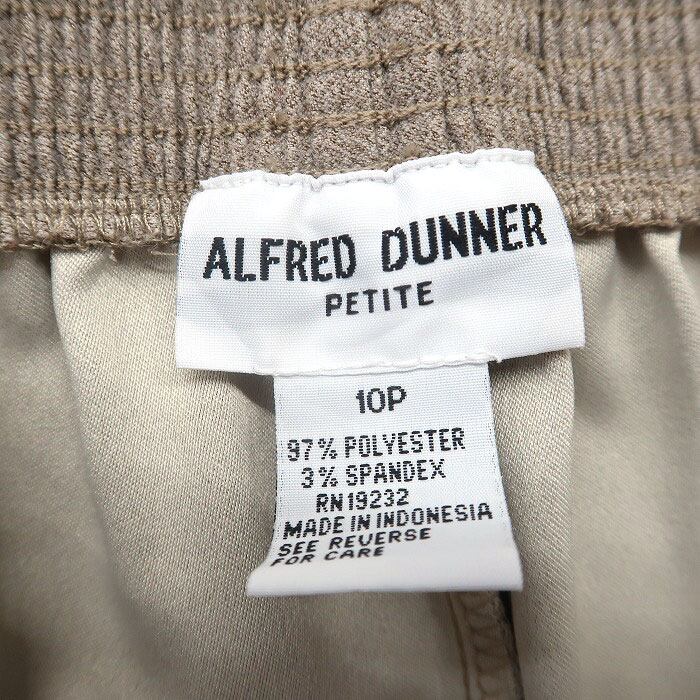 ALFRED DUNNER
PETITE
10P
97% POLYESTER
3% SPANDEX
RN19232
MADE IN INDONESIA
SEE REVERSE
FOR CARE